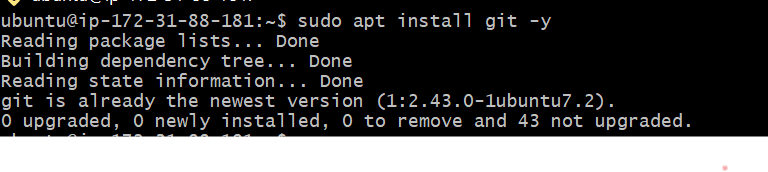 ubuntu@ip-172-31-88-181:~$ sudo apt install git -y
Reading package lists... Done
Building dependency tree... Done
Reading state information... Done
git is already the newest version (1:2.43.0-1ubuntu7.2).
0 upgraded, 0 newly installed, 0 to remove and 43 not upgraded.